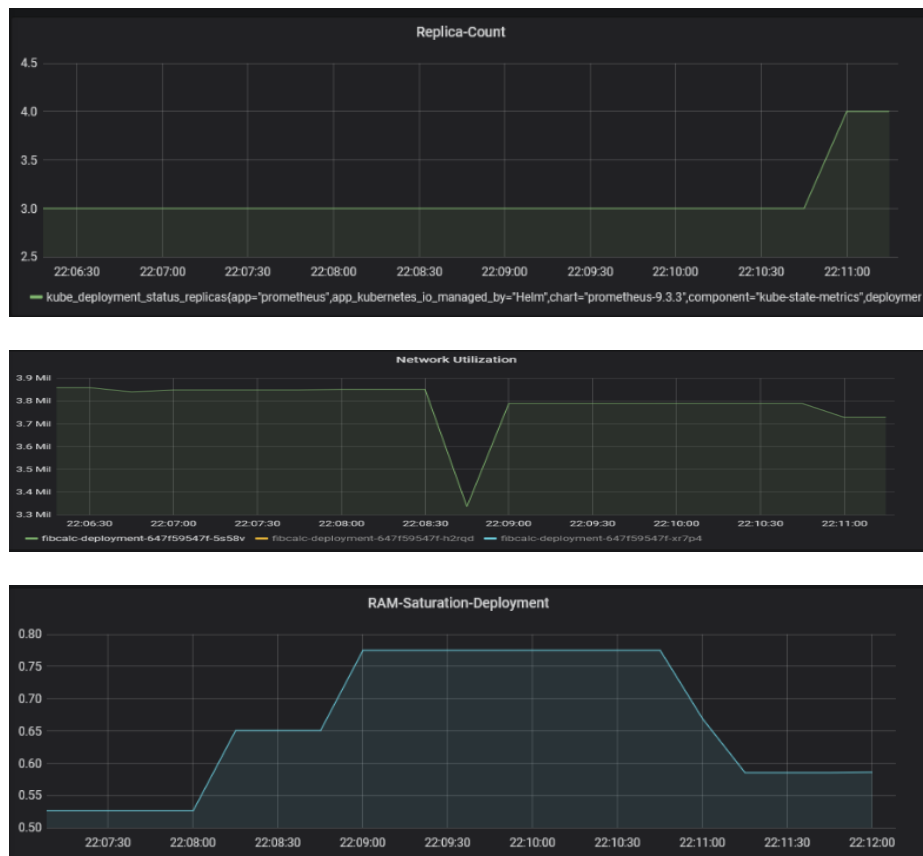 Replica-Count
4.5
4.0
3.5
3.0
2.5
22:06:30 22:07:00 22:07:30 22:08:00 22:08:30 22:09:00 22:09:30 22:10:00 22:10:30 22:11:00
kube_deployment_status_replicas{app="prometheus",app_kubernetes_io_managed_by="Helm",chart="prometheus-9.3.3",component="kube-state-metrics",deploymer
Network Utilization
3.9 Mil
3.8 Mil
3.7 Mil
3.6 Mil
3.5 Mil
3.4 Mil
3.3 Mil
22:06:30 22:07:00 22:07:30 22:08:00 22:08:30 22:09:00 22:09:30 22:10:00 22:10:30 22:11:00
fibcalc-deployment-647f59547f-5s58v fibcalc-deployment-647f59547f-h2rqd fibcalc-deployment-647f59547f-xr7p4
RAM-Saturation-Deployment
0.80
0.75
0.70
0.65
0.60
0.55
0.50
22:07:30 22:08:00 22:08:30 22:09:00 22:09:30 22:10:00 22:10:30 22:11:00 22:11:30 22:12:00